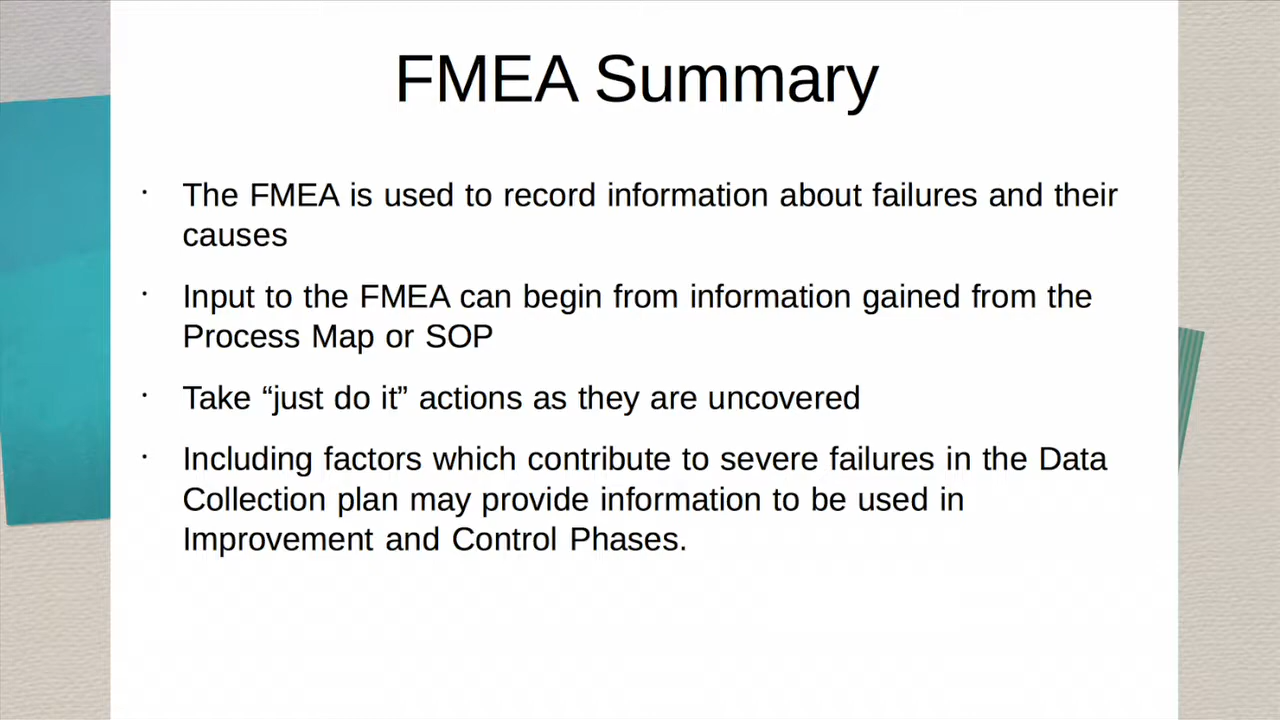 FMEA Summary
· The FMEA is used to record information about failures and their
causes
· Input to the FMEA can begin from information gained from the
Process Map or SOP
· Take “just do it” actions as they are uncovered
· Including factors which contribute to severe failures in the Data
Collection plan may provide information to be used in
Improvement and Control Phases.